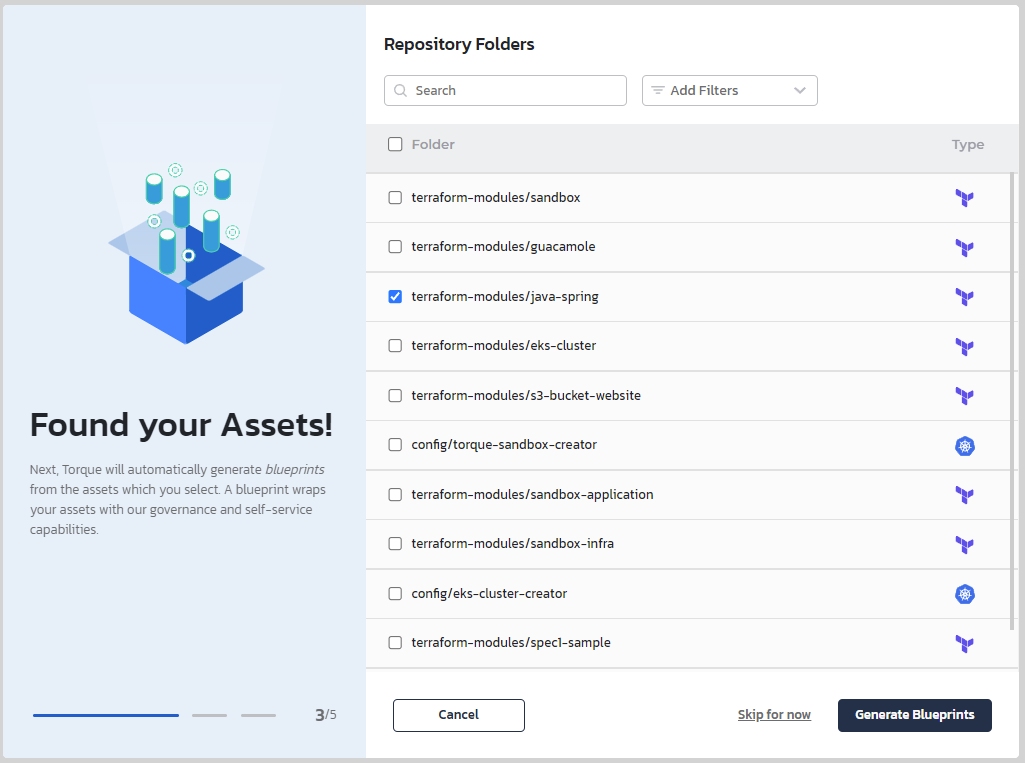 Found your Assets!
Next, Torque will automatically generate blueprints
from the assets which you select. A blueprint wraps
your assets with our governance and self-service
capabilities.
3/5
Repository Folders
Search
Add Filters
Folder Type
terraform-modules/sandbox
terraform-modules/guacamole
terraform-modules/java-spring
terraform-modules/eks-cluster
terraform-modules/s3-bucket-website
config/torque-sandbox-creator
terraform-modules/sandbox-application
terraform-modules/sandbox-infra
config/eks-cluster-creator
terraform-modules/spec1-sample
Cancel
Skip for now
Generate Blueprints